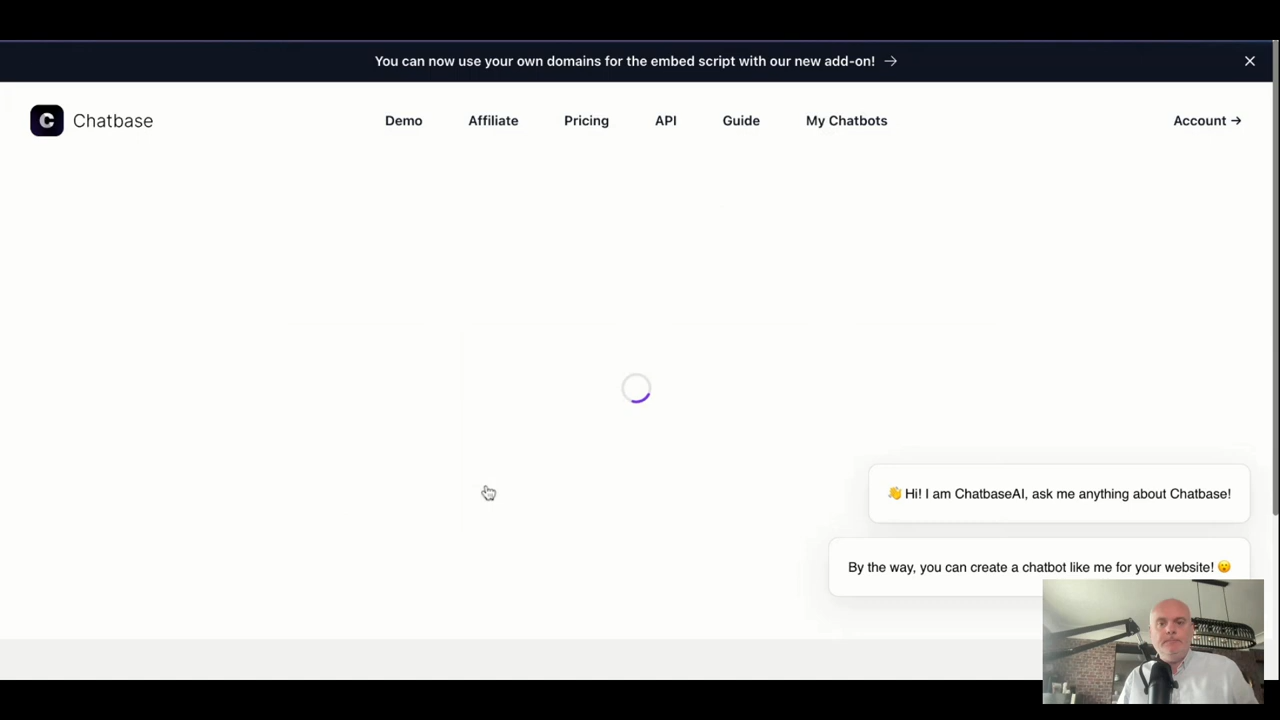 You can now use your own domains for the embed script with our new add-on! →
C Chatbase
Demo
Affiliate
Pricing
API
Guide
My Chatbots
Account →
👋 Hi! I am ChatbaseAI, ask me anything about Chatbase!
By the way, you can create a chatbot like me for your website! 😮